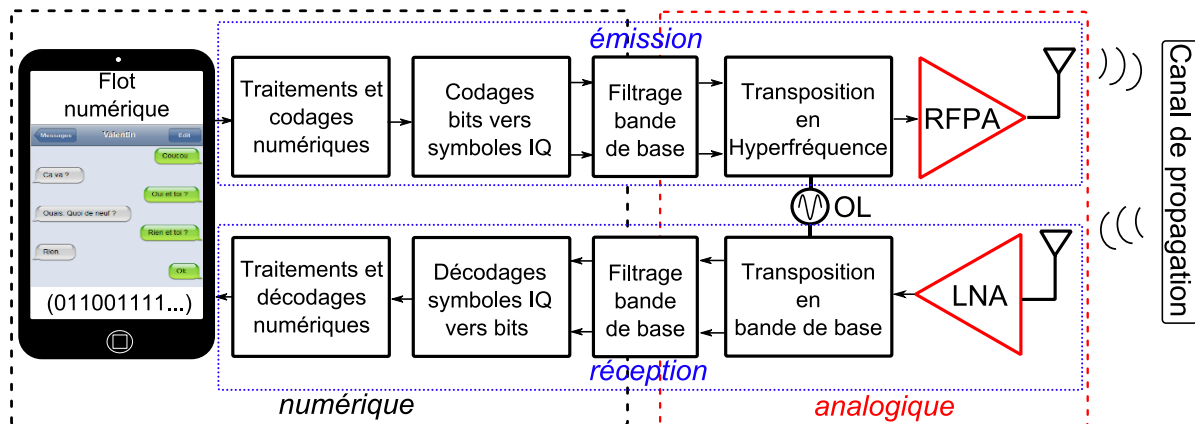 émission
Flot
numérique
Messages
Valentin
Edit
Coucou
Ca va ?
Oui et toi ?
Ouais. Quoi de neuf ?
Rien et toi ?
Rien.
Ok
(011001111...)
Traitements et
codages
numériques
Codages
bits vers
symboles IQ
Filtrage
bande
de base
Transposition
en
Hyperfréquence
RFPA
OL
Canal de propagation
Traitements et
décodages
numériques
Décodages
symboles IQ
vers bits
Filtrage
bande
de base
Transposition
en
bande de base
LNA
réception
numérique
analogique